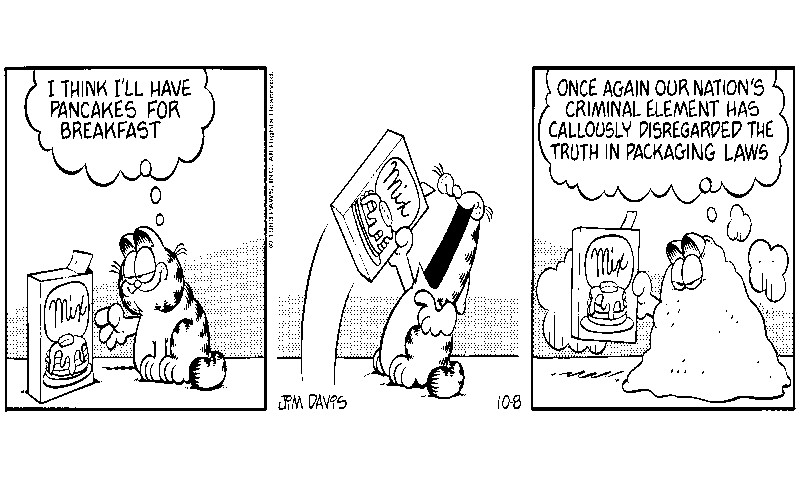 I THINK I'LL HAVE
PANCAKES FOR
BREAKFAST
Mix
Mix
JIM DAVIS
10-8
ONCE AGAIN OUR NATION'S
CRIMINAL ELEMENT HAS
CALLOUSLY DISREGARDED THE
TRUTH IN PACKAGING LAWS
Mix